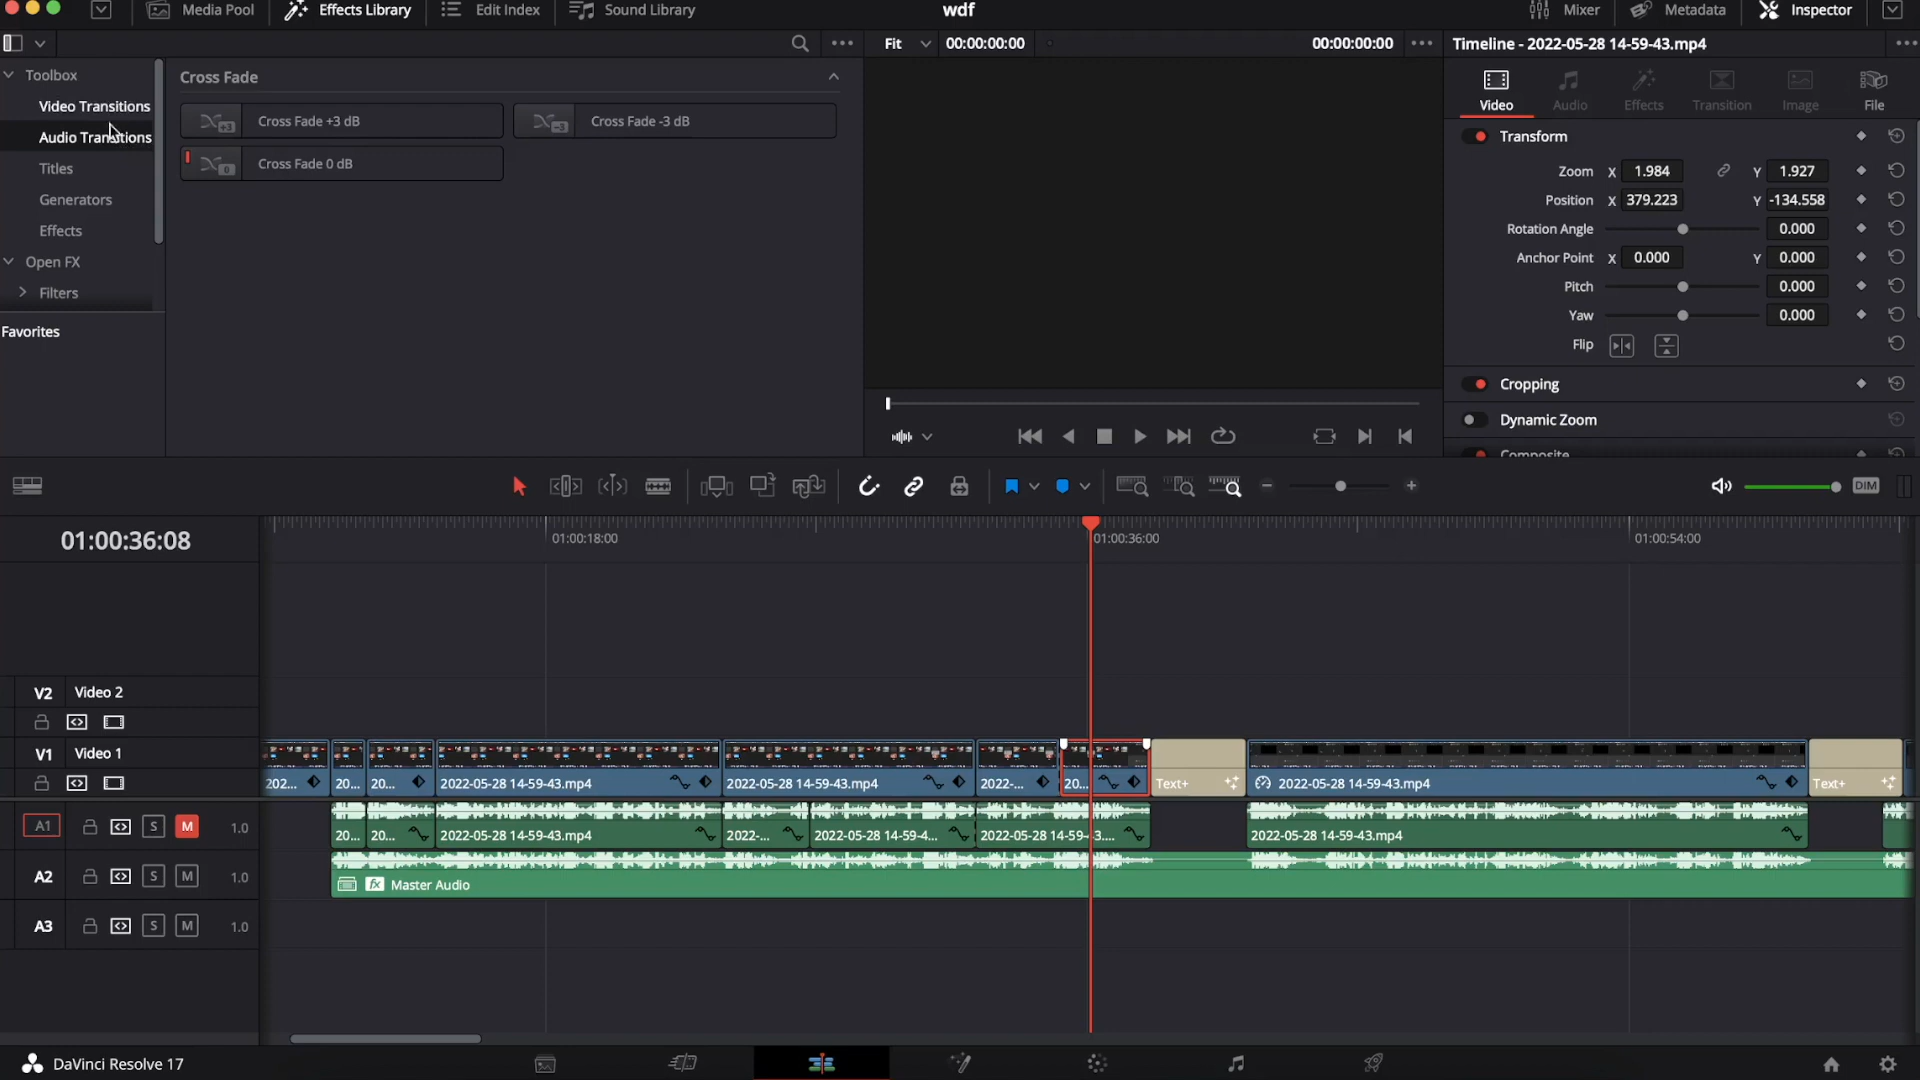 Media Pool
Effects Library
Edit Index
Sound Library
wdf
Mixer
Metadata
Inspector
Fit
00:00:00:00
00:00:00:00
Timeline - 2022-05-28 14-59-43.mp4
Toolbox
Video Transitions
Audio Transitions
Titles
Generators
Effects
Open FX
Filters
Favorites
Cross Fade
+3 Cross Fade +3 dB
-3 Cross Fade -3 dB
0 Cross Fade 0 dB
Video
Audio
Effects
Transition
Image
File
Transform
Zoom X 1.984 Y 1.927
Position X 379.223 Y -134.558
Rotation Angle 0.000
Anchor Point X 0.000 Y 0.000
Pitch 0.000
Yaw 0.000
Flip
Cropping
Dynamic Zoom
Composite
DIM
01:00:36:08
01:00:18:00
01:00:36:00
01:00:54:00
V2 Video 2
V1 Video 1
202...
20...
20...
2022-05-28 14-59-43.mp4
2022-05-28 14-59-43.mp4
2022-...
20...
Text+
2022-05-28 14-59-43.mp4
Text+
A1 S M 1.0
20...
20...
2022-05-28 14-59-43.mp4
2022-...
2022-05-28 14-59-4...
2022-05-28 14-59-43....
2022-05-28 14-59-43.mp4
A2 S M 1.0
fx Master Audio
A3 S M 1.0
DaVinci Resolve 17